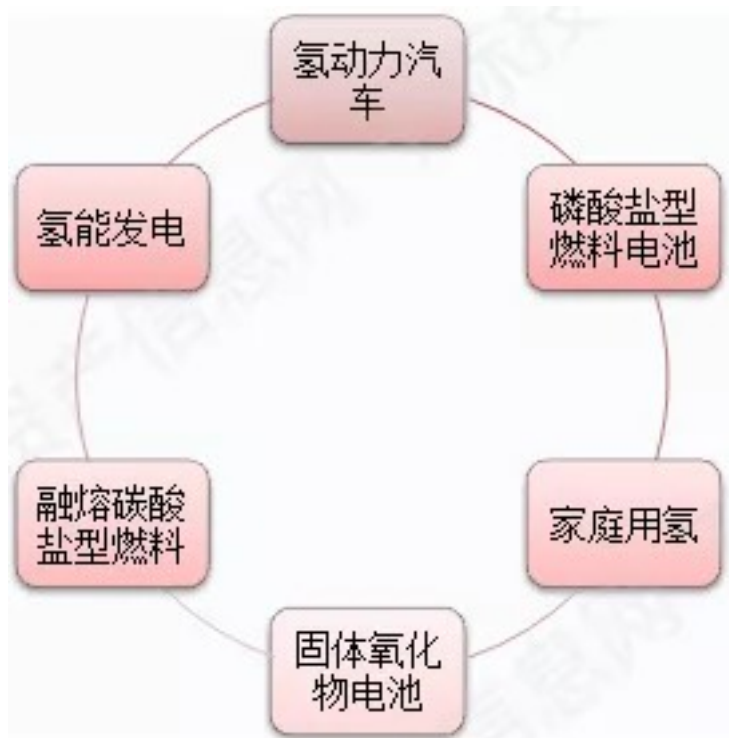 氢动力汽
车
磷酸盐型
燃料电池
家庭用氢
固体氧化
物电池
融熔碳酸
盐型燃料
氢能发电